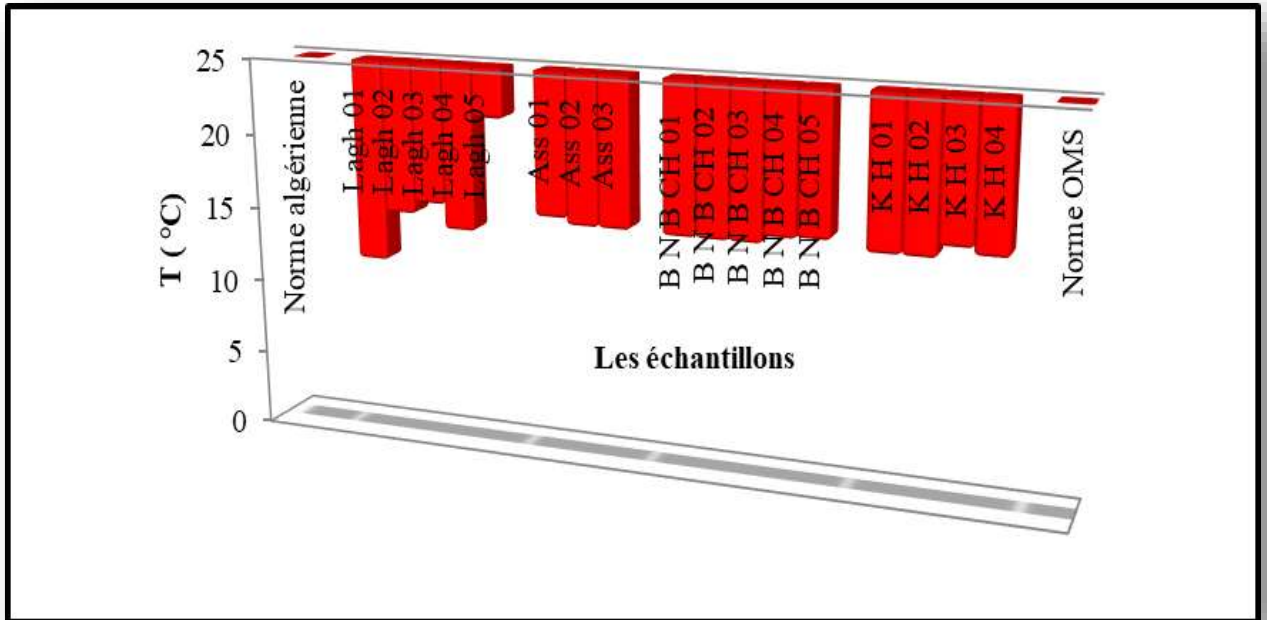 25
20
15
10
5
0
T ( °C)
Norme algérienne
Lagh 01
Lagh 02
Lagh 03
Lagh 04
Lagh 05
Ass 01
Ass 02
Ass 03
B N B CH 01
B N B CH 02
B N B CH 03
B N B CH 04
B N B CH 05
K H 01
K H 02
K H 03
K H 04
Norme OMS
Les échantillons